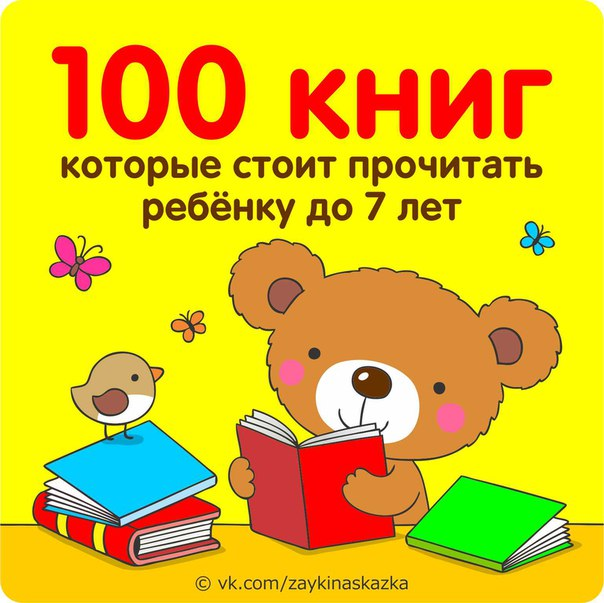 100 книг
которые стоит прочитать
ребёнку до 7 лет
© vk.com/zaykinaskazka